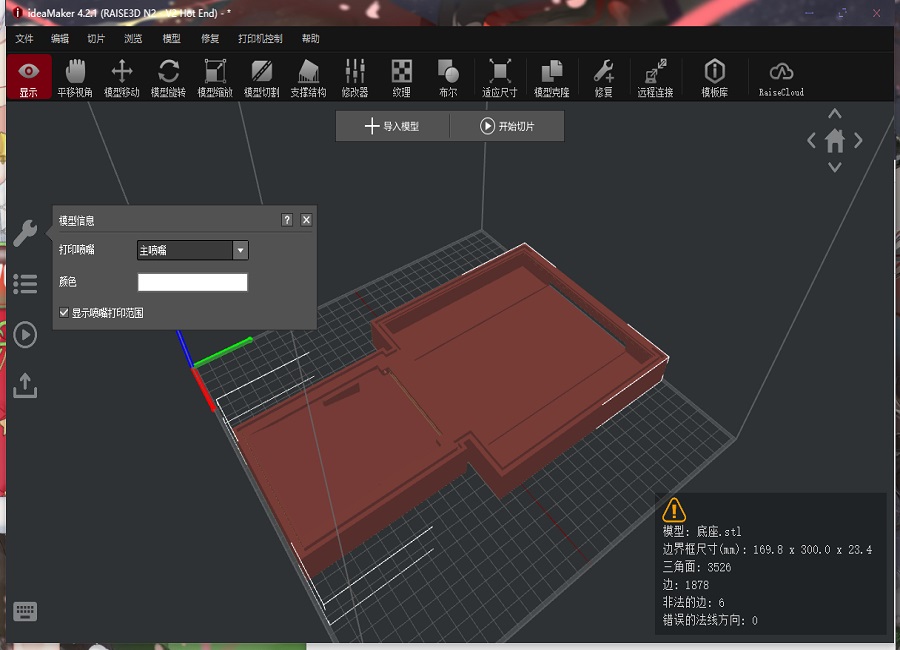 ideaMaker 4.2.1 (RAISE3D N2 - V2 Hot End) - *
文件 编辑 切片 浏览 模型 修复 打印机控制 帮助
显示 平移视角 模型移动 模型旋转 模型缩放 模型切割 支撑结构 修改器 纹理 布尔 适应尺寸 模型克隆 修复 远程连接 模板库 RaiseCloud
导入模型 开始切片
模型信息 ?
打印喷嘴 主喷嘴
颜色
显示喷嘴打印范围
模型: 底座.stl
边界框尺寸(mm): 169.8 x 300.0 x 23.4
三角面: 3526
边: 1878
非法的边: 6
错误的法线方向: 0